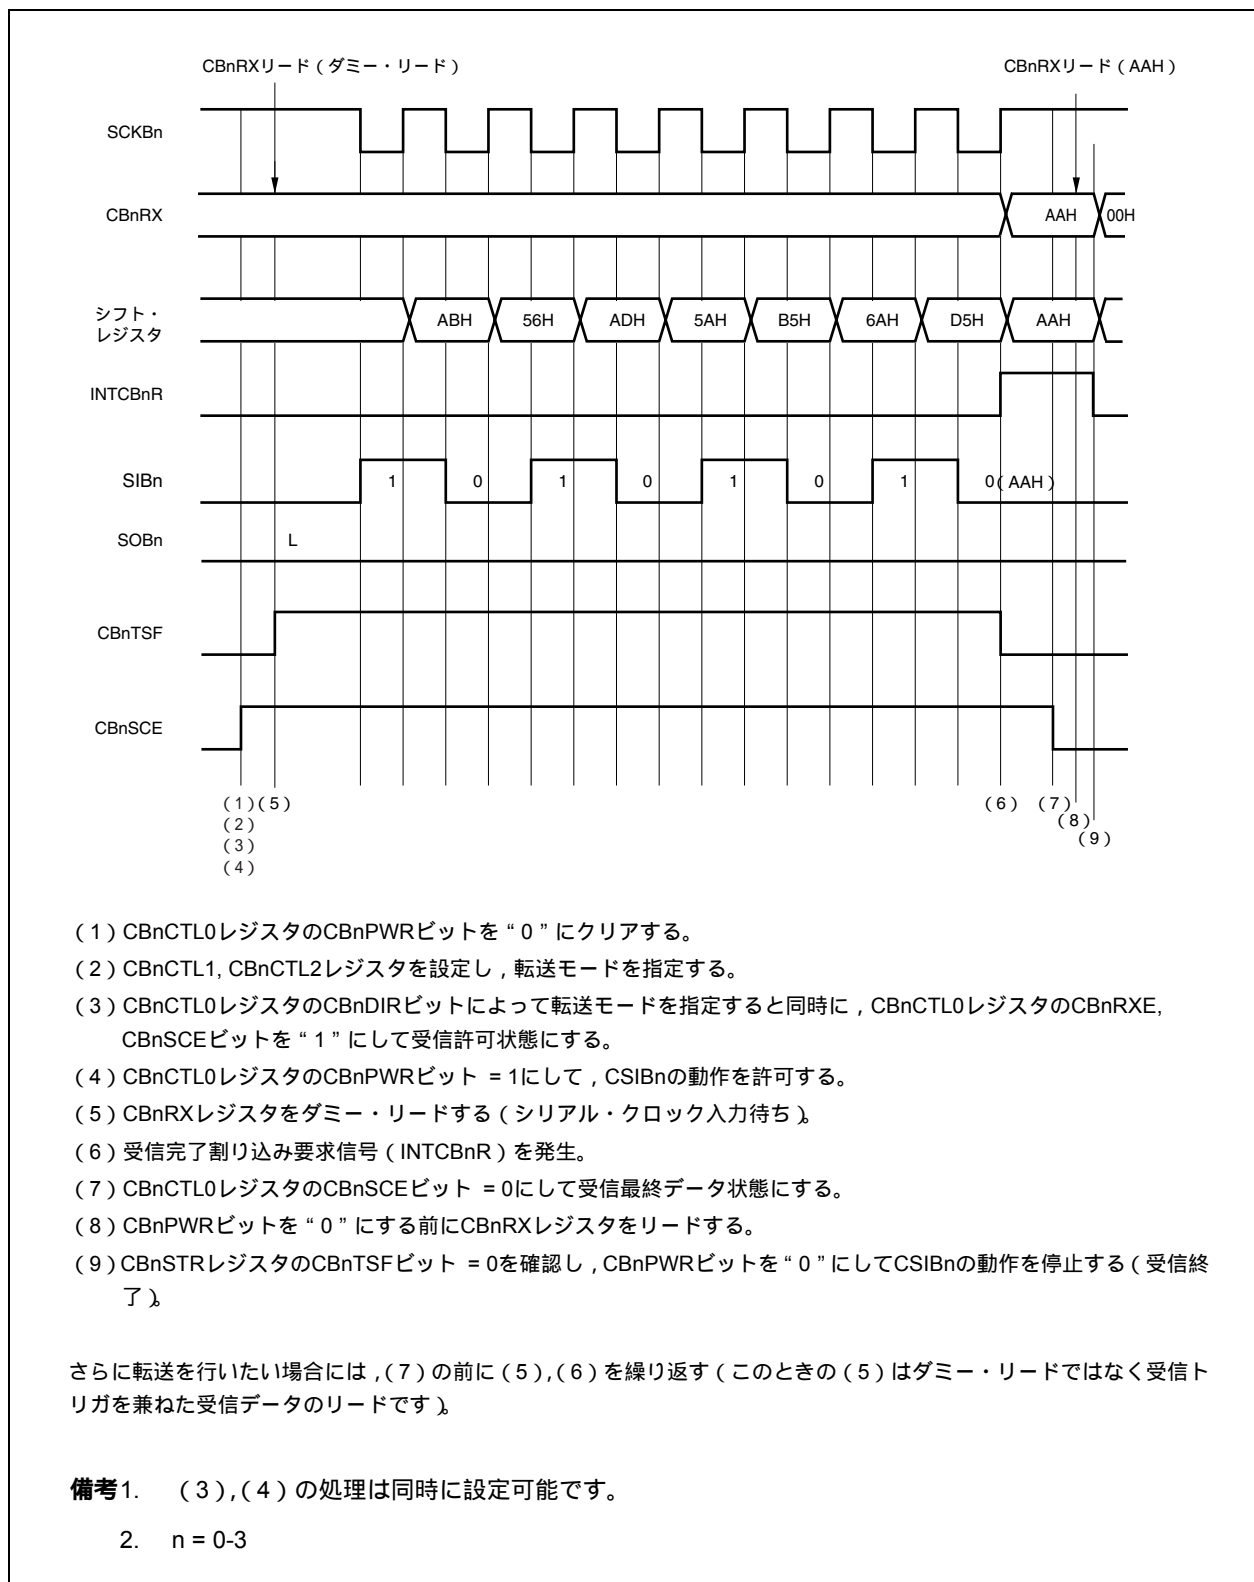 CBnRXリード（ダミー・リード）
CBnRXリード（AAH）
SCKBn
CBnRX
AAH
00H
シフト・
レジスタ
ABH
56H
ADH
5AH
B5H
6AH
D5H
AAH
INTCBnR
SIBn
1
0
1
0
1
0
1
0（AAH）
SOBn
L
CBnTSF
CBnSCE
（1）（5）
（6）
（7）
（2）
（8）
（3）
（9）
（4）
（1）CBnCTL0レジスタのCBnPWRビットを“0”にクリアする。
（2）CBnCTL1, CBnCTL2レジスタを設定し，転送モードを指定する。
（3）CBnCTL0レジスタのCBnDIRビットによって転送モードを指定すると同時に，CBnCTL0レジスタのCBnRXE,
CBnSCEビットを“1”にして受信許可状態にする。
（4）CBnCTL0レジスタのCBnPWRビット = 1にして，CSIBnの動作を許可する。
（5）CBnRXレジスタをダミー・リードする（シリアル・クロック入力待ち）。
（6）受信完了割り込み要求信号（INTCBnR）を発生。
（7）CBnCTL0レジスタのCBnSCEビット = 0にして受信最終データ状態にする。
（8）CBnPWRビットを“0”にする前にCBnRXレジスタをリードする。
（9）CBnSTRレジスタのCBnTSFビット = 0を確認し，CBnPWRビットを“0”にしてCSIBnの動作を停止する（受信終
了）。
さらに転送を行いたい場合には，（7）の前に（5），（6）を繰り返す（このときの（5）はダミー・リードではなく受信ト
リガを兼ねた受信データのリードです）。
備考1. （3），（4）の処理は同時に設定可能です。
2. n = 0-3